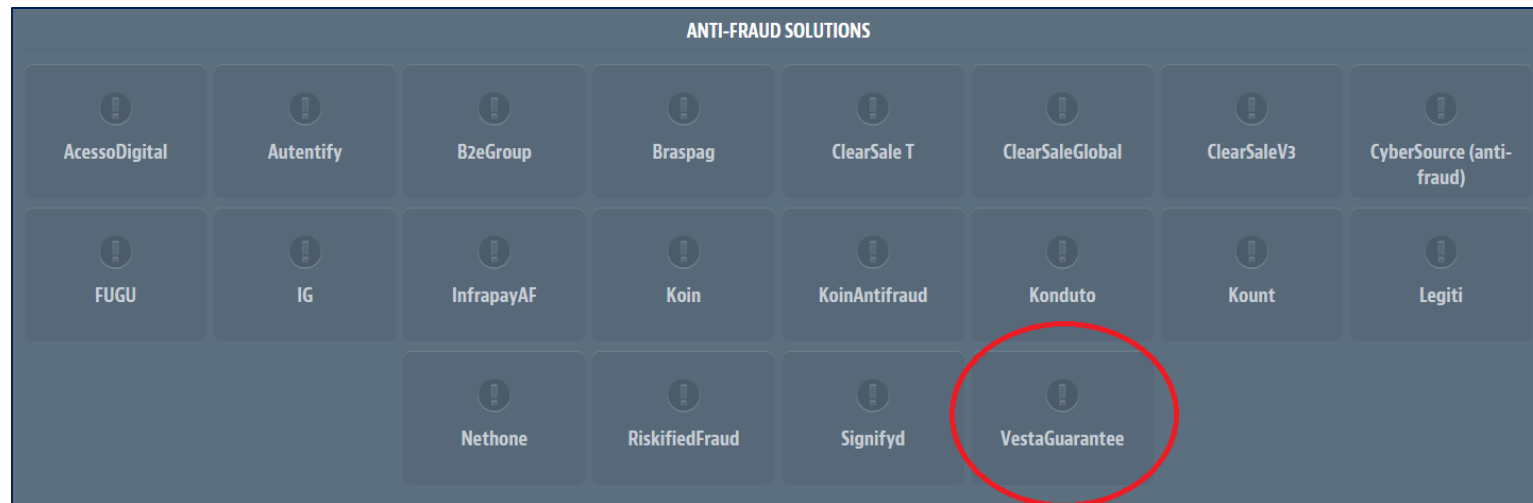 ANTI-FRAUD SOLUTIONS
AcessoDigital
Autentify
B2eGroup
Braspag
ClearSale T
ClearSaleGlobal
ClearSaleV3
CyberSource (anti-
fraud)
FUGU
IG
InfrapayAF
Koin
KoinAntifraud
Konduto
Kount
Legiti
Nethone
RiskifiedFraud
Signifyd
VestaGuarantee